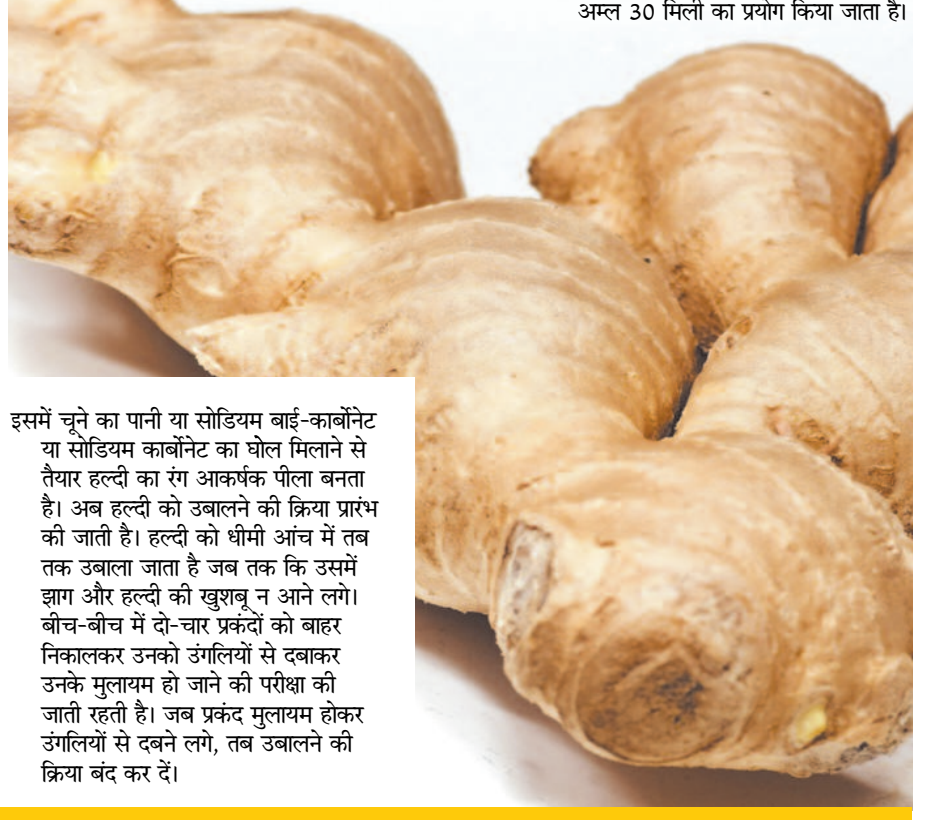 अम्ल 30 मिली का प्रयोग किया जाता है।
इसमें चूने का पानी या सोडियम बाई-कार्बोनेट
या सोडियम कार्बोनेट का घोल मिलाने से
तैयार हल्दी का रंग आकर्षक पीला बनता
है। अब हल्दी को उबालने की क्रिया प्रारंभ
की जाती है। हल्दी को धीमी आंच में तब
तक उबाला जाता है जब तक कि उसमें
झाग और हल्दी की खुशबू न आने लगे।
बीच-बीच में दो-चार प्रकंदों को बाहर
निकालकर उनको उंगलियों से दबाकर
उनके मुलायम हो जाने की परीक्षा की
जाती रहती है। जब प्रकंद मुलायम होकर
उंगलियों से दबने लगे, तब उबालने की
क्रिया बंद कर दें।